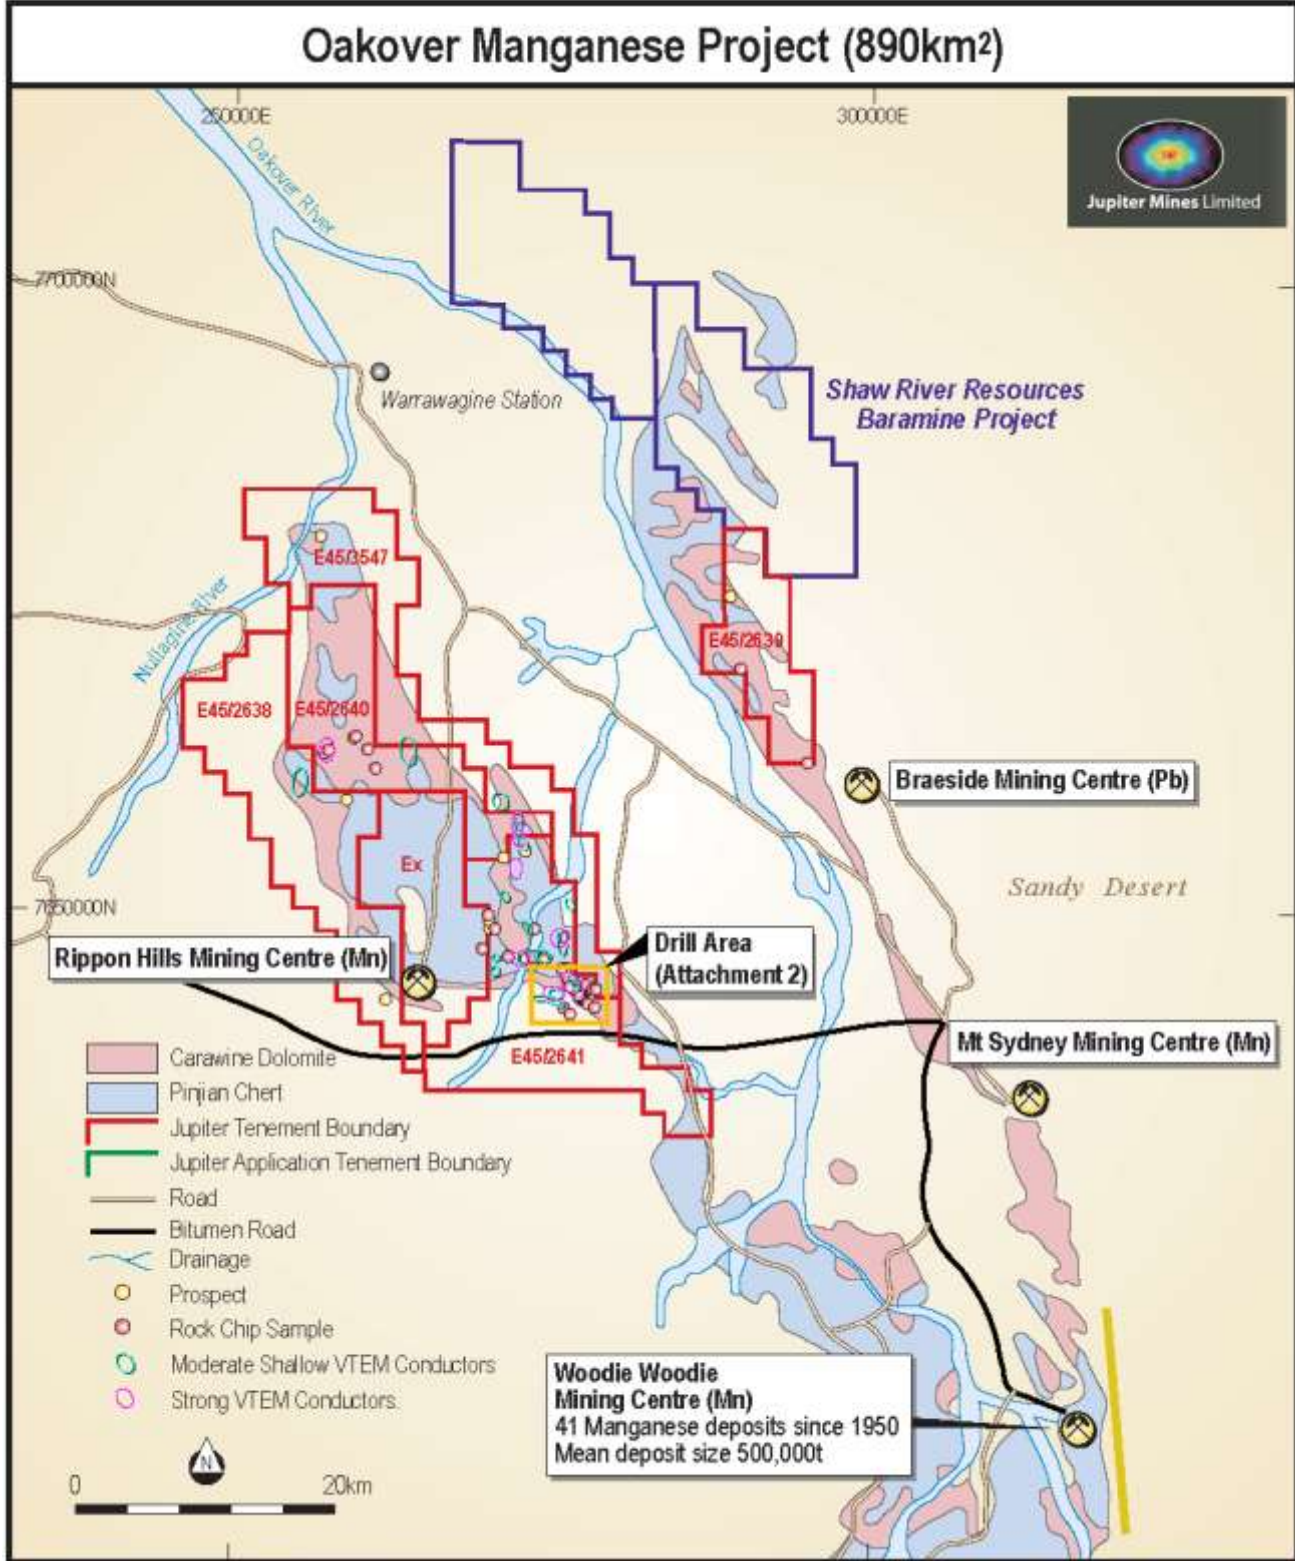 Oakover Manganese Project (890km²)
250000E
300000E
Oakover River
Jupiter Mines Limited
7700000N
Warrawagine Station
Shaw River Resources
Baramine Project
E45/3547
Nullagine River
E45/2639
E45/2638
E45/2640
Braeside Mining Centre (Pb)
Ex
Sandy Desert
7650000N
Rippon Hills Mining Centre (Mn)
Drill Area
(Attachment 2)
Mt Sydney Mining Centre (Mn)
E45/2641
Carawine Dolomite
Pinjian Chert
Jupiter Tenement Boundary
Jupiter Application Tenement Boundary
Road
Bitumen Road
Drainage
Prospect
Rock Chip Sample
Moderate Shallow VTEM Conductors
Strong VTEM Conductors.
Woodie Woodie
Mining Centre (Mn)
41 Manganese deposits since 1950
Mean deposit size 500,000t
N
0 20km